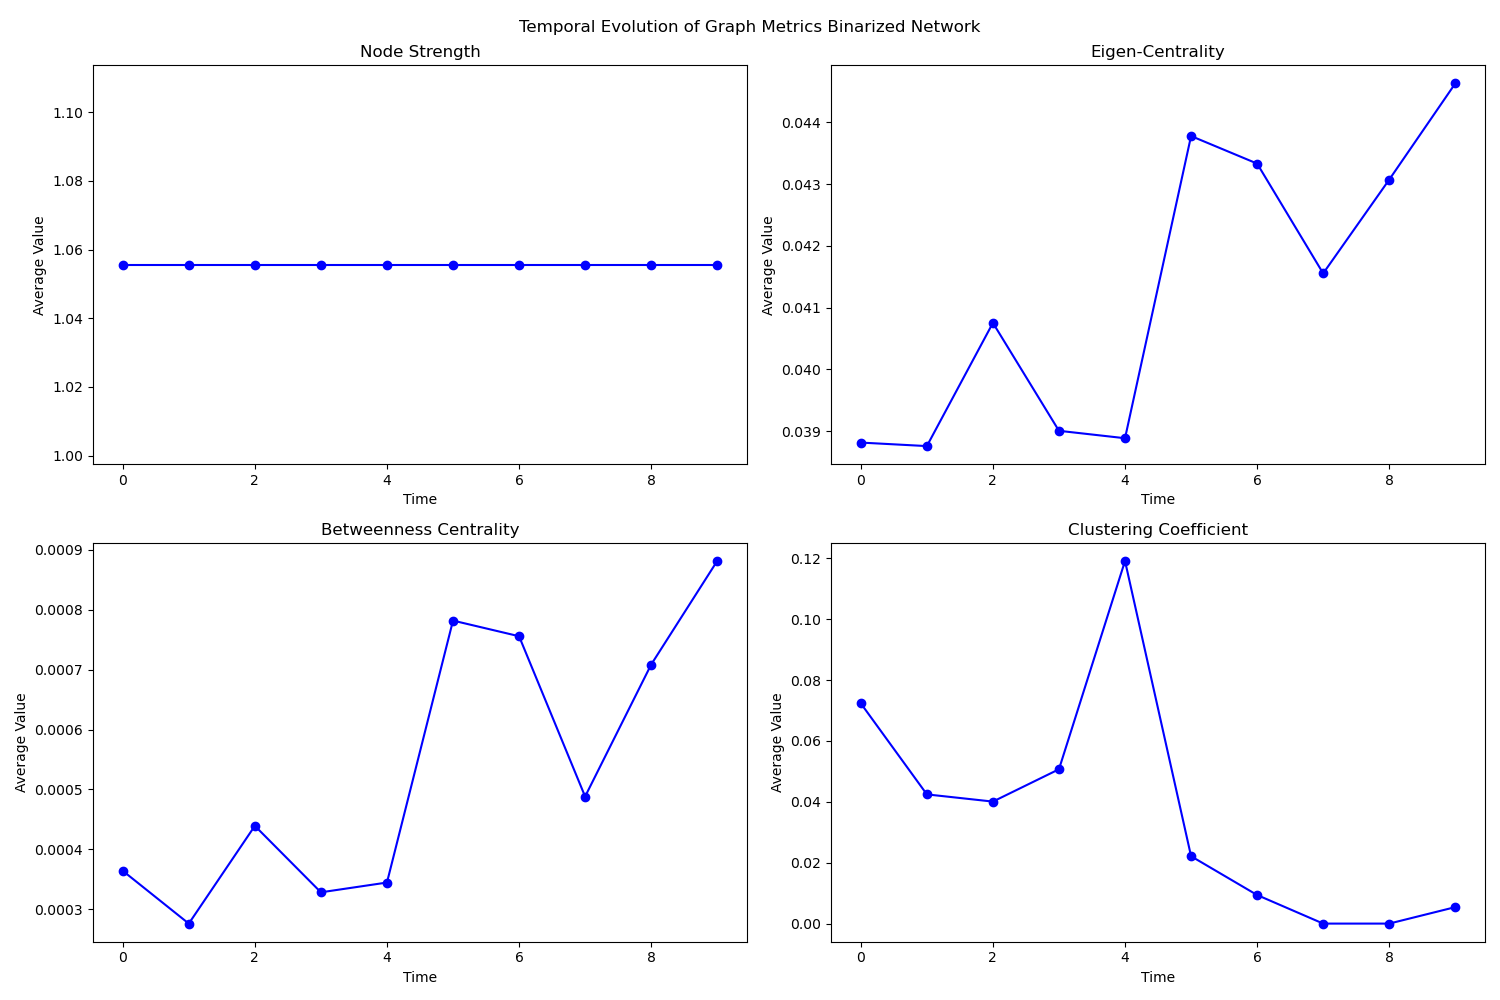 Temporal Evolution of Graph Metrics Binarized Network
Node Strength
Average Value
1.10
1.08
1.06
1.04
1.02
1.00
0 2 4 6 8
Time
Eigen-Centrality
Average Value
0.044
0.043
0.042
0.041
0.040
0.039
0 2 4 6 8
Time
Betweenness Centrality
Average Value
0.0009
0.0008
0.0007
0.0006
0.0005
0.0004
0.0003
0 2 4 6 8
Time
Clustering Coefficient
Average Value
0.12
0.10
0.08
0.06
0.04
0.02
0.00
0 2 4 6 8
Time